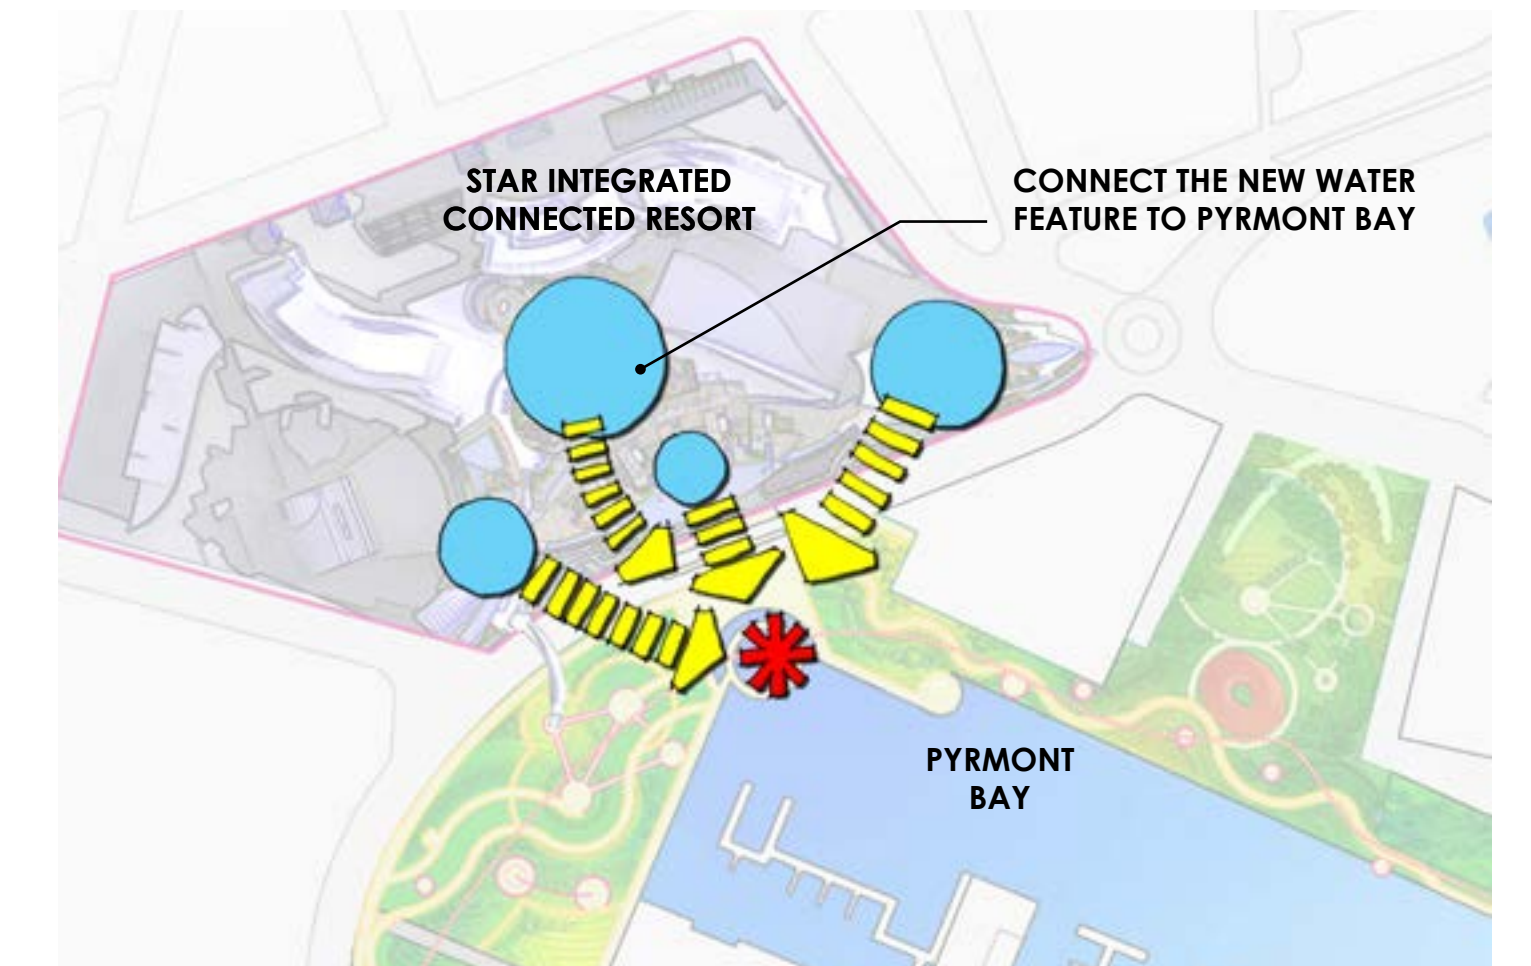 STAR INTEGRATED
CONNECTED RESORT
CONNECT THE NEW WATER
FEATURE TO PYRMONT BAY
PYRMONT
BAY